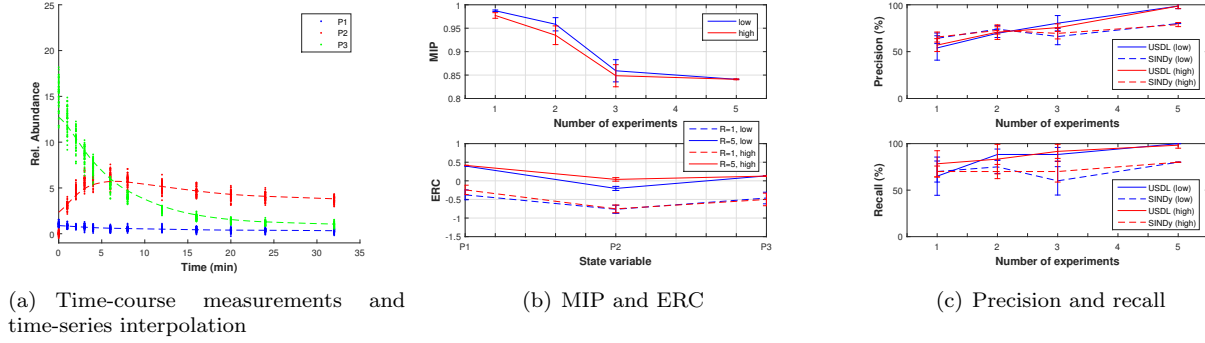 25
20
15
10
5
0
Rel. Abundance
0 5 10 15 20 25 30 35
Time (min)
P1
P2
P3
(a) Time-course measurements and
time-series interpolation
1
0.95
0.9
0.85
0.8
MIP
1 2 3 4 5
Number of experiments
low
high
0.5
0
-0.5
-1
-1.5
ERC
P1 P2 P3
State variable
R=1, low
R=5, low
R=1, high
R=5, high
(b) MIP and ERC
100
50
0
Precision (%)
1 2 3 4 5
Number of experiments
USDL (low)
SINDy (low)
USDL (high)
SINDy (high)
100
50
0
Recall (%)
1 2 3 4 5
Number of experiments
USDL (low)
SINDy (low)
USDL (high)
SINDy (high)
(c) Precision and recall